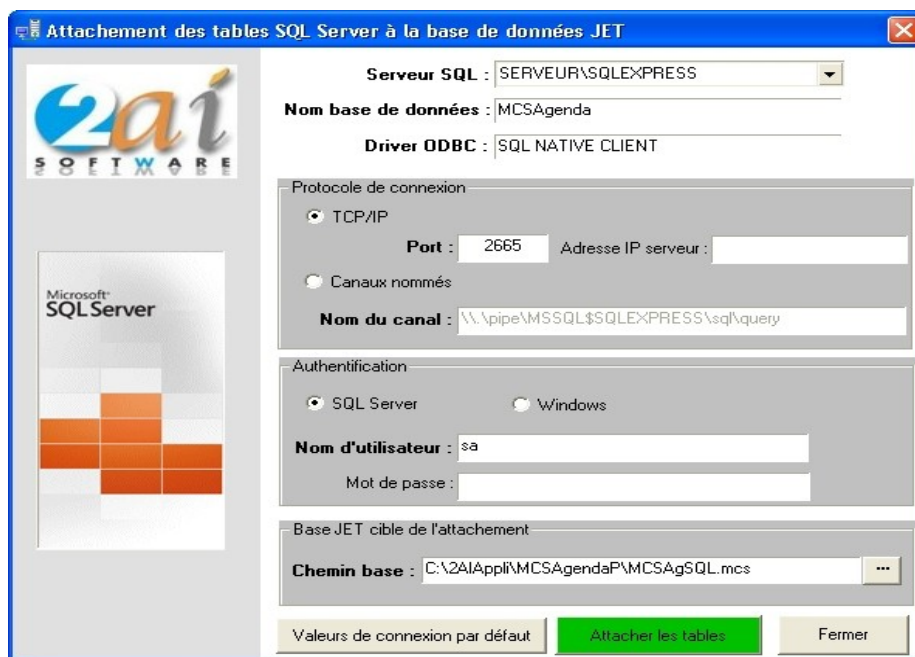 Attachement des tables SQL Server à la base de données JET
2ai
SOFTWARE
Microsoft
SQL Server
Serveur SQL : SERVEUR\SQLEXPRESS
Nom base de données : MCSAgenda
Driver ODBC : SQL NATIVE CLIENT
Protocole de connexion
TCP/IP
Port : 2665 Adresse IP serveur :
Canaux nommés
Nom du canal : \\.\pipe\MSSQL$SQLEXPRESS\sql\query
Authentification
SQL Server Windows
Nom d'utilisateur : sa
Mot de passe :
Base JET cible de l'attachement
Chemin base : C:\2AIAppli\MCSAgendaP\MCSAgSQL.mcs ...
Valeurs de connexion par défaut Attacher les tables Fermer